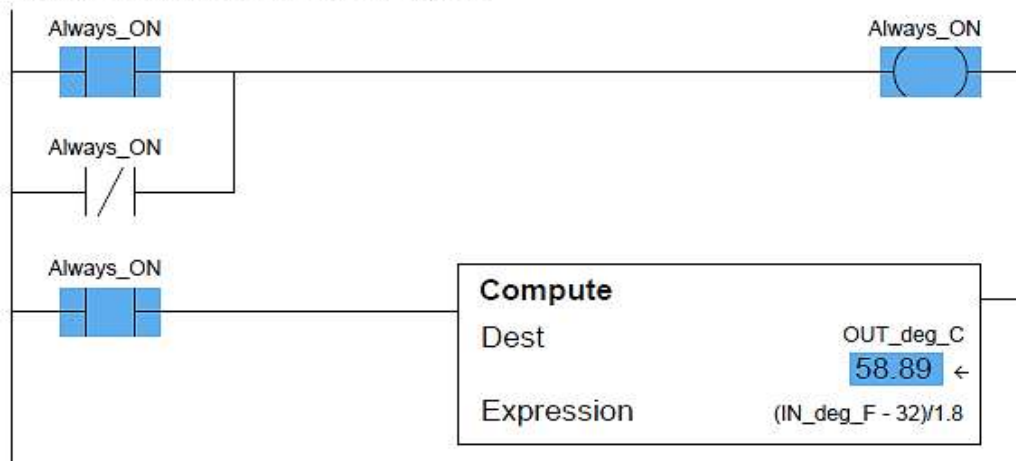 Always_ON Always_ON
Always_ON
Always_ON
Compute
Dest OUT_deg_C
58.89 ←
Expression (IN_deg_F - 32)/1.8